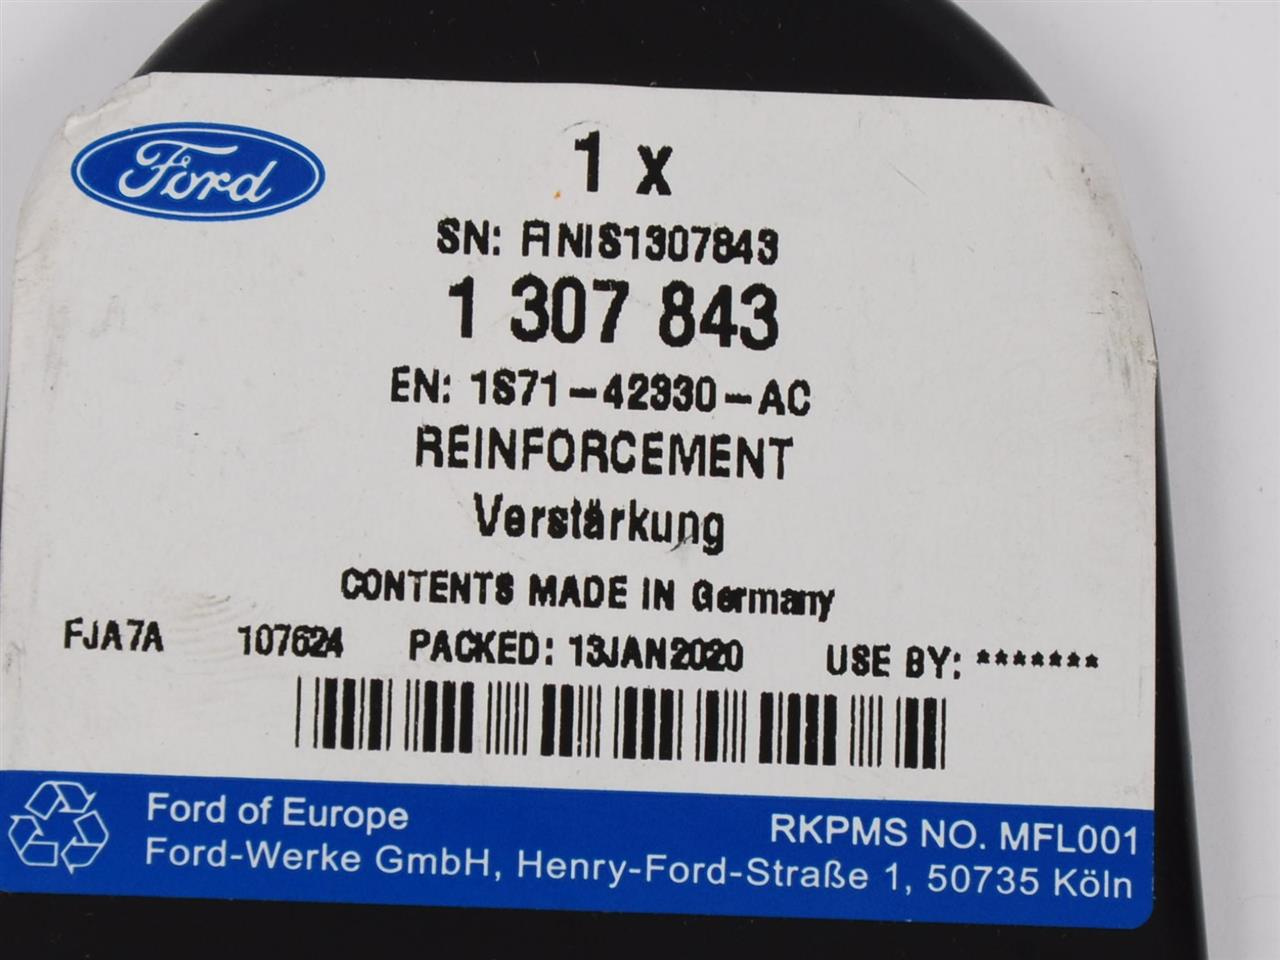 Ford
1 x
SN: FINIS1307843
1 307 843
EN: 1S71-42930-AC
REINFORCEMENT
Verstärkung
CONTENTS MADE IN Germany
FJA7A 107624 PACKED: 13JAN2020 USE BY: *******
Ford of Europe
RKPMS NO. MFL001
Ford-Werke GmbH, Henry-Ford-Straße 1, 50735 Köln